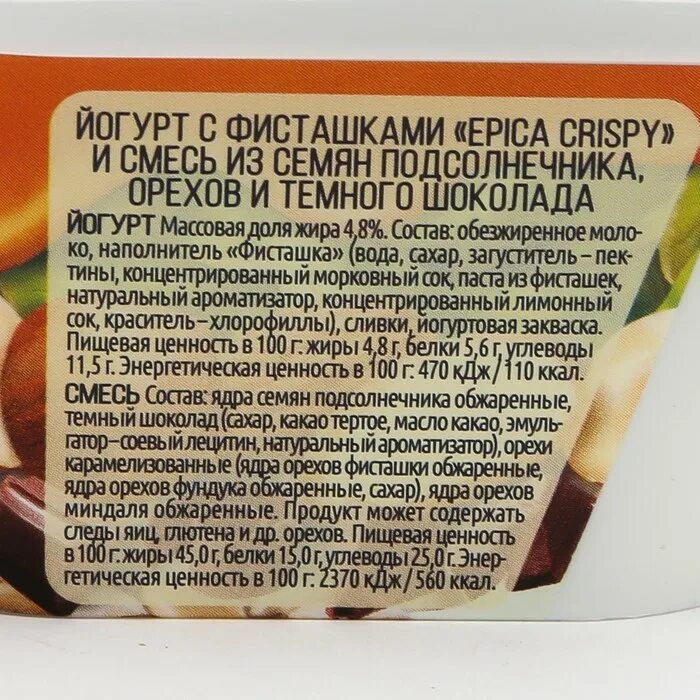 ЙОГУРТ С ФИСТАШКАМИ «EPICA CRISPY»
И СМЕСЬ ИЗ СЕМЯН ПОДСОЛНЕЧНИКА,
ОРЕХОВ И ТЕМНОГО ШОКОЛАДА
ЙОГУРТ Массовая доля жира 4,8%. Состав: обезжиренное моло-
ко, наполнитель «Фисташка» (вода, сахар, загуститель – пек-
тины, концентрированный морковный сок, паста из фисташек,
натуральный ароматизатор, концентрированный лимонный
сок, краситель – хлорофиллы), сливки, йогуртовая закваска.
Пищевая ценность в 100 г: жиры 4,8 г, белки 5,6 г, углеводы
11,5 г. Энергетическая ценность в 100 г: 470 кДж / 110 ккал.
СМЕСЬ Состав: ядра семян подсолнечника обжаренные,
темный шоколад (сахар, какао тертое, масло какао, эмуль-
гатор–соевый лецитин, натуральный ароматизатор), орехи
карамелизованные (ядра орехов фисташки обжаренные,
ядра орехов фундука обжаренные, сахар), ядра орехов
миндаля обжаренные. Продукт может содержать
следы яиц, глютена и др. орехов. Пищевая ценность
в 100 г: жиры 45,0 г, белки 15,0 г, углеводы 25,0 г. Энер-
гетическая ценность в 100 г: 2370 кДж / 560 ккал.